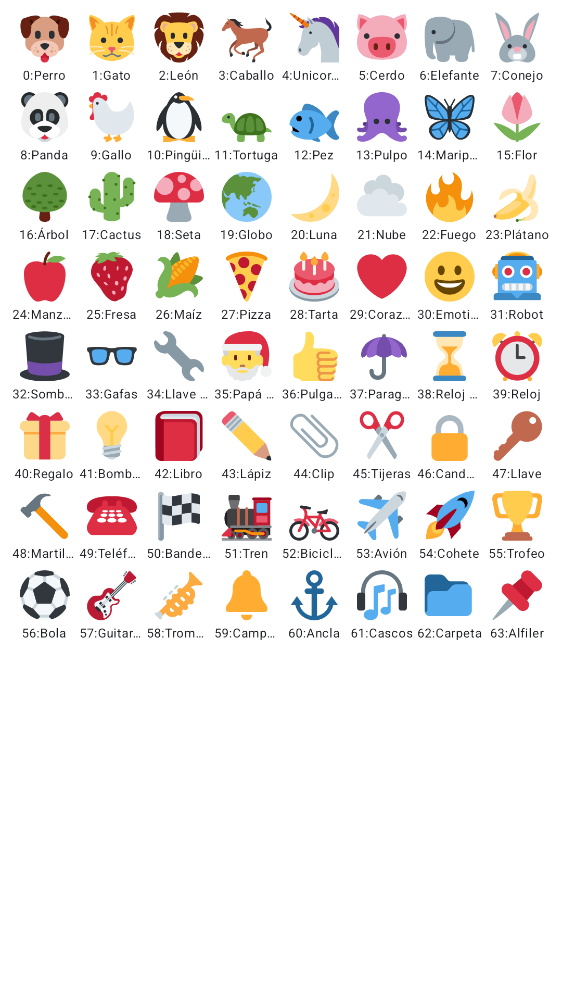 0:Perro 1:Gato 2:León 3:Caballo 4:Unicor... 5:Cerdo 6:Elefante 7:Conejo
8:Panda 9:Gallo 10:Pingüi... 11:Tortuga 12:Pez 13:Pulpo 14:Marip... 15:Flor
16:Árbol 17:Cactus 18:Seta 19:Globo 20:Luna 21:Nube 22:Fuego 23:Plátano
24:Manz... 25:Fresa 26:Maíz 27:Pizza 28:Tarta 29:Coraz... 30:Emoti... 31:Robot
32:Somb... 33:Gafas 34:Llave ... 35:Papá ... 36:Pulga... 37:Parag... 38:Reloj ... 39:Reloj
40:Regalo 41:Bomb... 42:Libro 43:Lápiz 44:Clip 45:Tijeras 46:Cand... 47:Llave
48:Martil... 49:Teléf... 50:Bande... 51:Tren 52:Bicicl... 53:Avión 54:Cohete 55:Trofeo
56:Bola 57:Guitar... 58:Trom... 59:Camp... 60:Ancla 61:Cascos 62:Carpeta 63:Alfiler